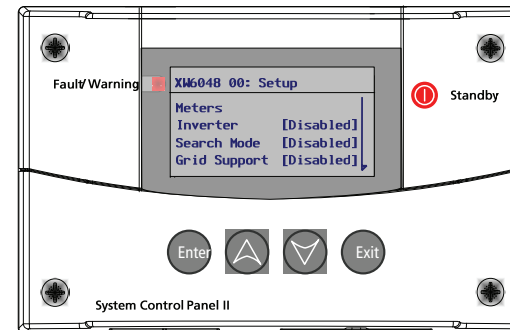 XW6048 00: Setup
Fault/Warning
Standby
Meters
Inverter [Disabled]
Search Mode [Disabled]
Grid Support [Disabled]
Enter
Exit
System Control Panel II